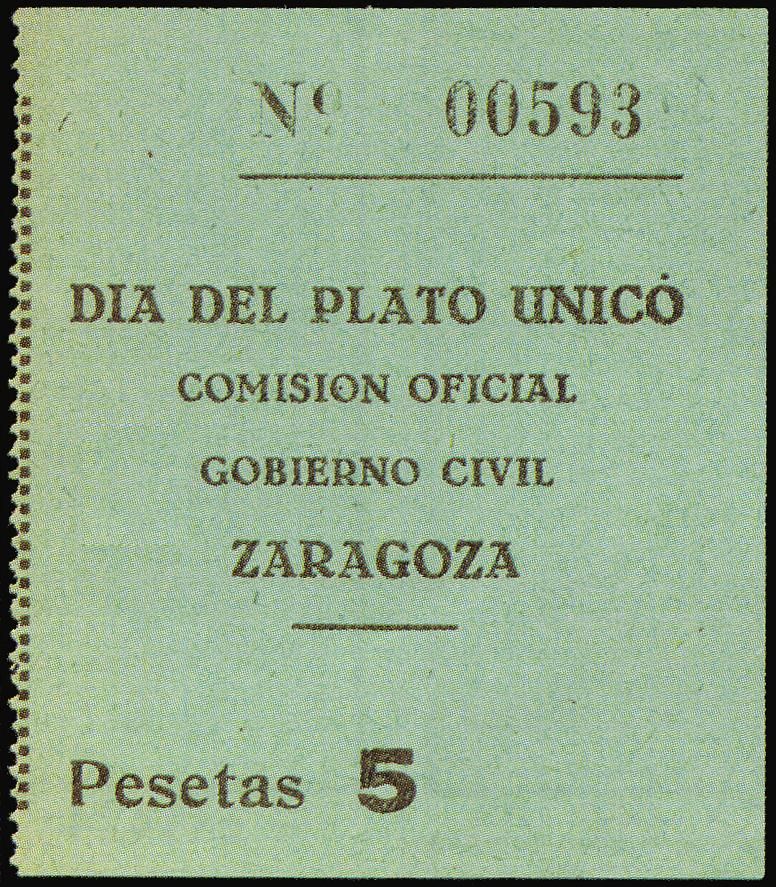 Nº 00593
DIA DEL PLATO UNICO
COMISION OFICIAL
GOBIERNO CIVIL
ZARAGOZA
Pesetas 5